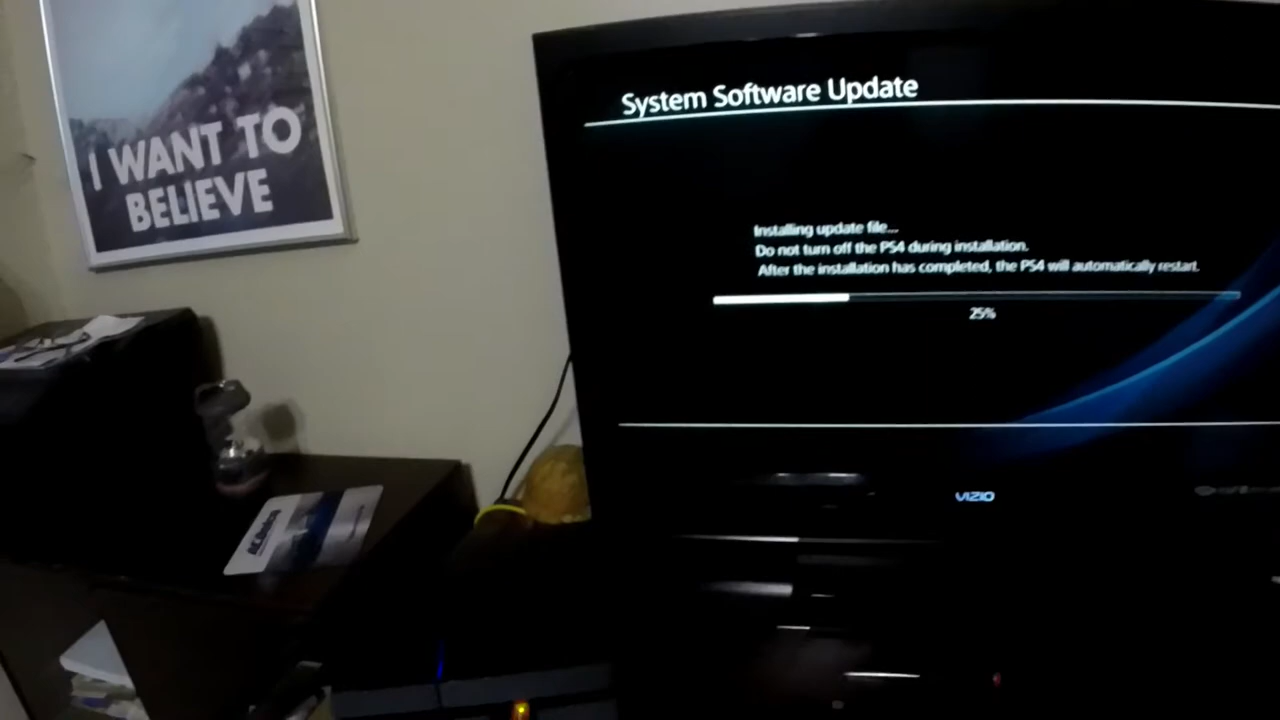 I WANT TO
BELIEVE
System Software Update
Installing update file...
Do not turn off the PS4 during installation.
After the installation has completed, the PS4 will automatically restart.
25%
VIZIO